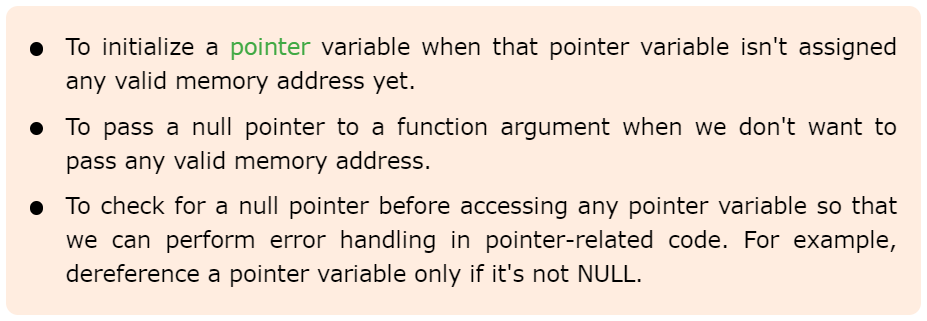 ● To initialize a pointer variable when that pointer variable isn't assigned
any valid memory address yet.
● To pass a null pointer to a function argument when we don't want to
pass any valid memory address.
● To check for a null pointer before accessing any pointer variable so that
we can perform error handling in pointer-related code. For example,
dereference a pointer variable only if it's not NULL.